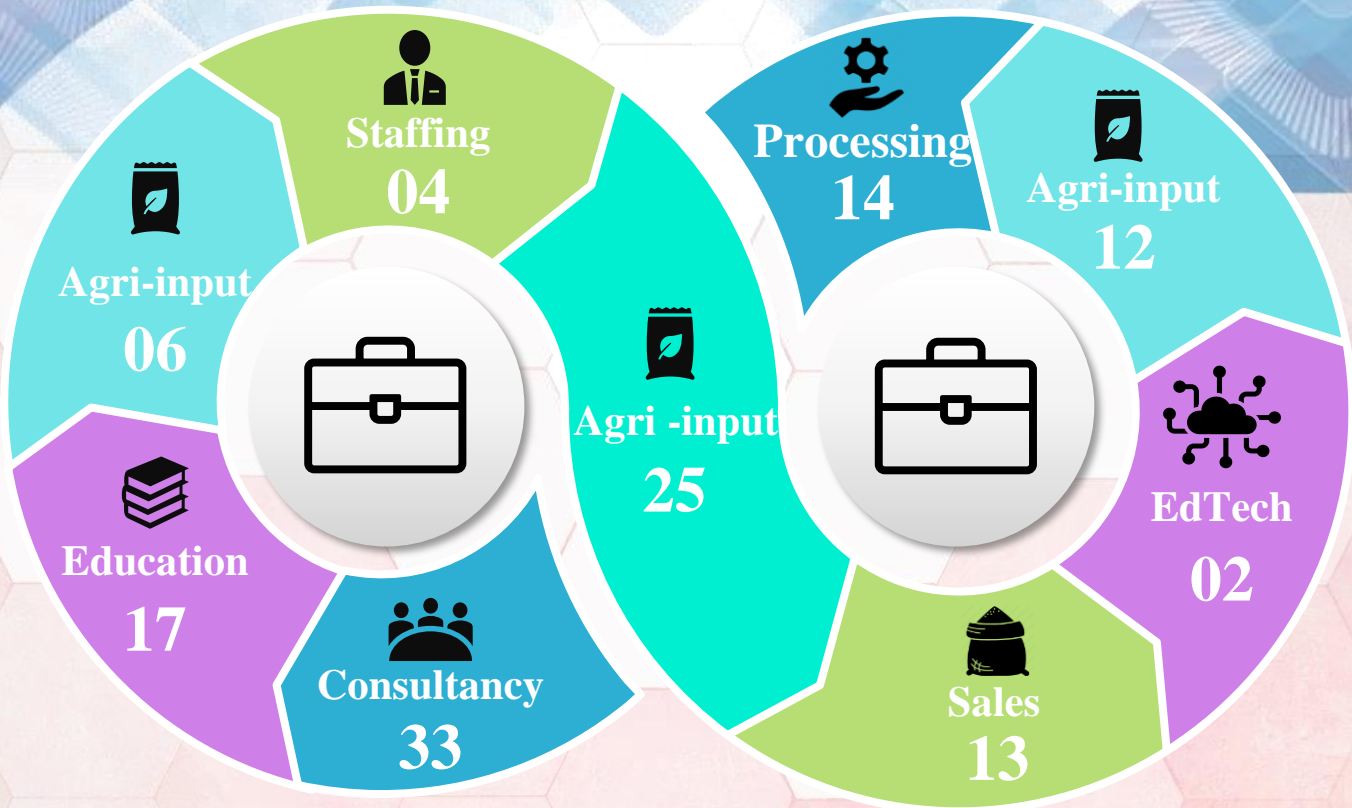 Staffing
04
Agri-input
06
Education
17
Consultancy
33
Agri -input
25
Processing
14
Agri-input
12
EdTech
02
Sales
13